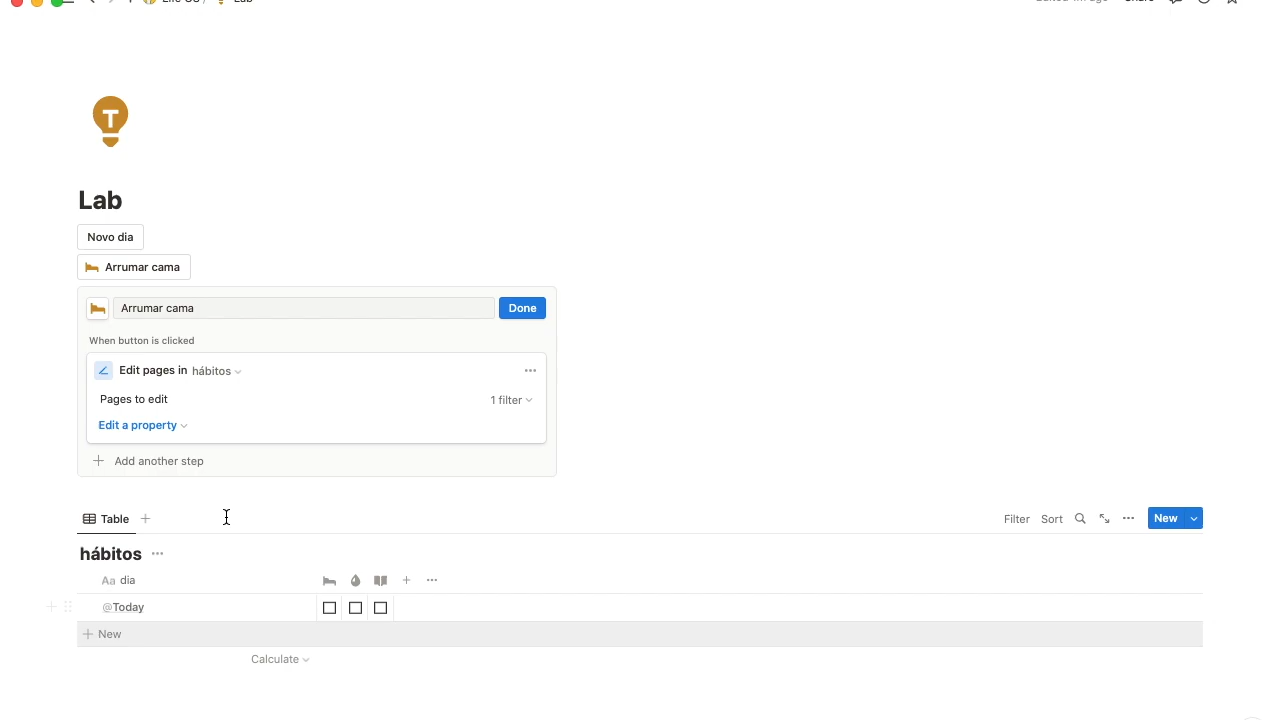 Lab
Novo dia
Arrumar cama
Arrumar cama Done
When button is clicked
Edit pages in hábitos
Pages to edit 1 filter
Edit a property
Add another step
Table Filter Sort New
hábitos
Aa dia
@Today
New
Calculate